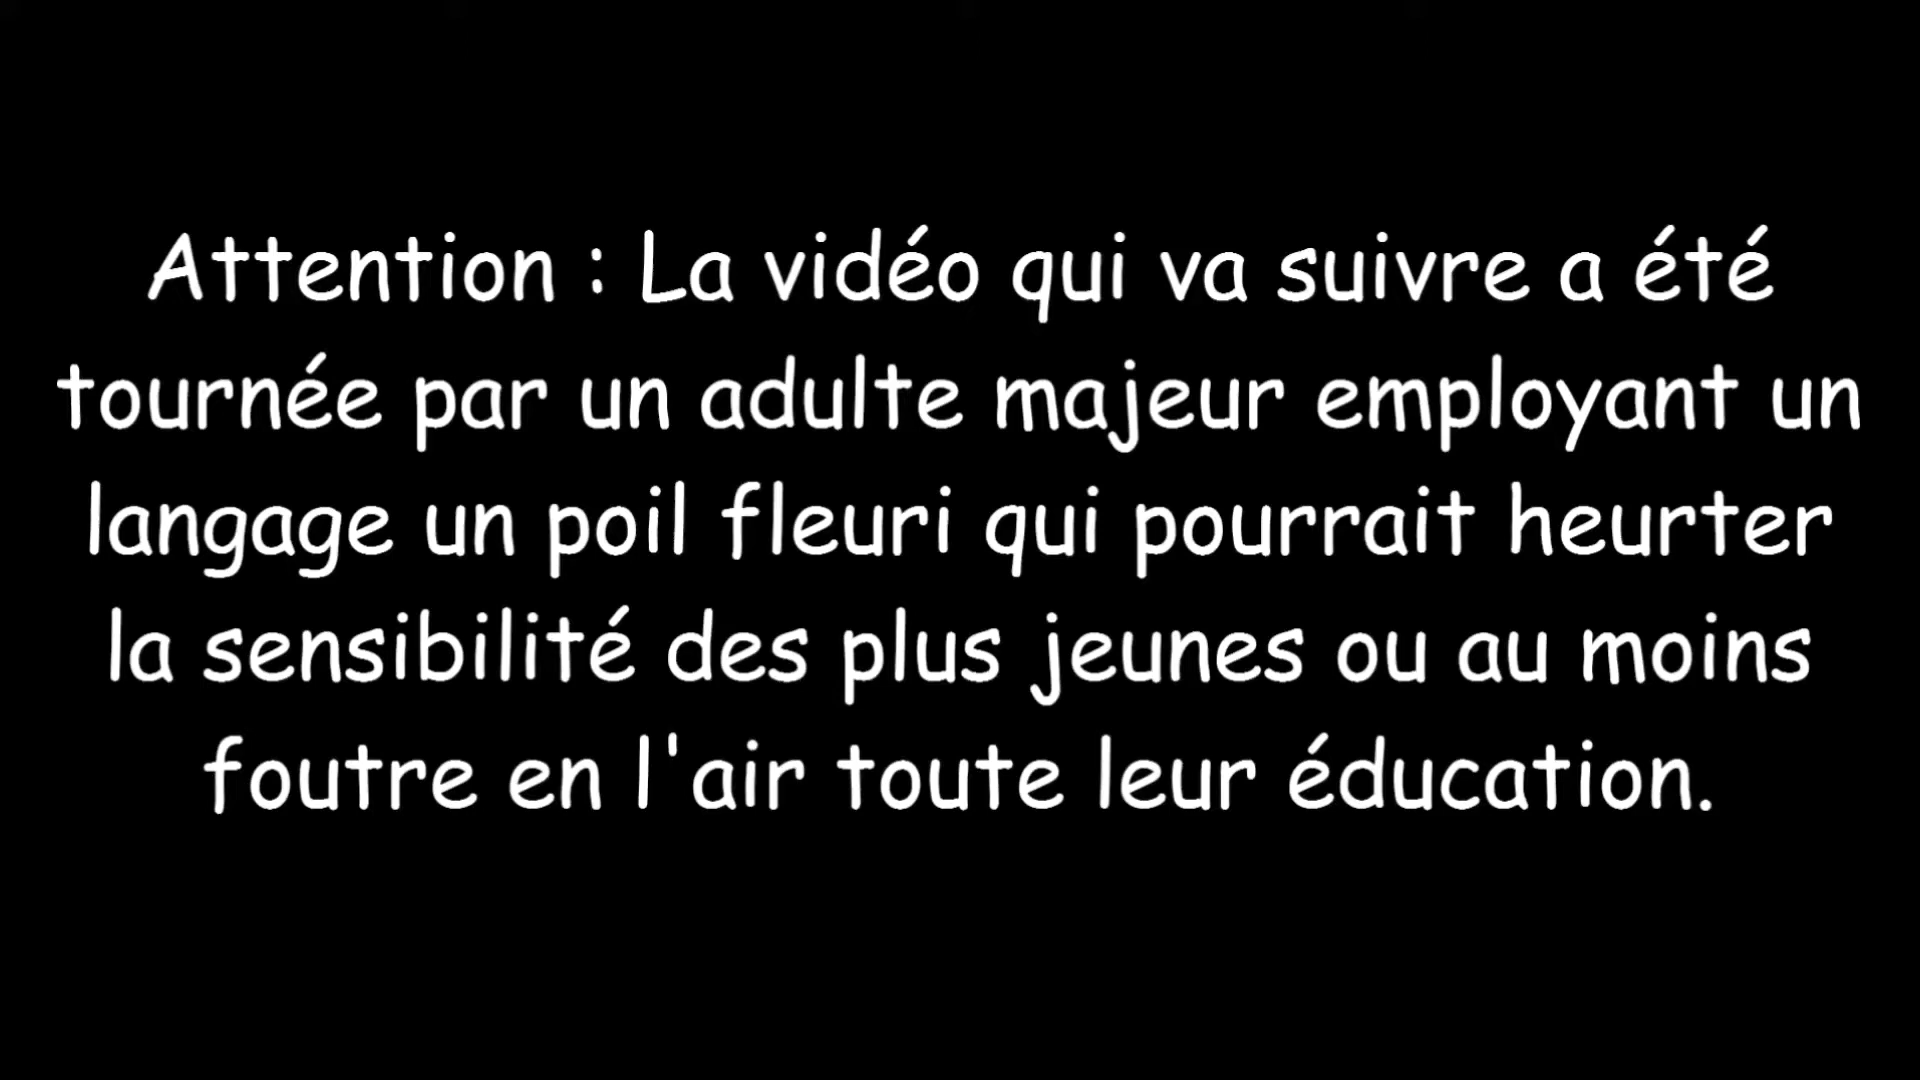 Attention : La vidéo qui va suivre a été
tournée par un adulte majeur employant un
langage un poil fleuri qui pourrait heurter
la sensibilité des plus jeunes ou au moins
foutre en l'air toute leur éducation.